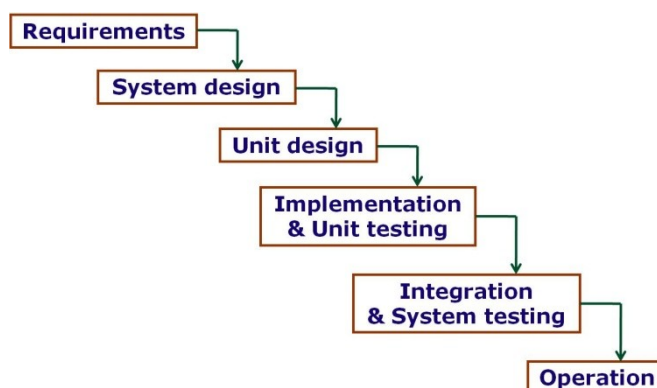 Requirements
System design
Unit design
Implementation
& Unit testing
Integration
& System testing
Operation